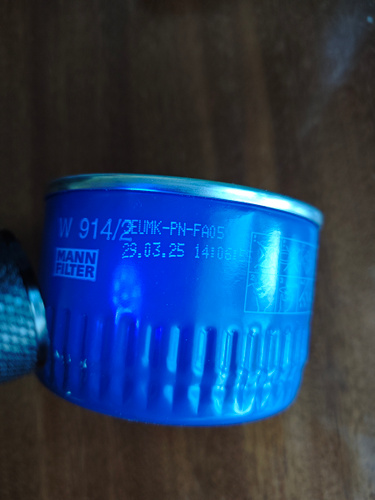 W 914/2
EUMK-PN-FA05
29.03.25 14:06
MANN
FILTER